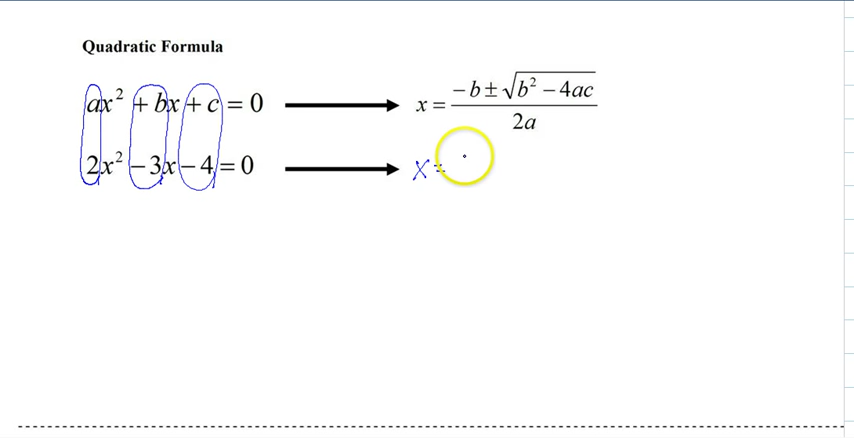 Quadratic Formula
ax² + bx + c = 0 → x = (−b ± √(b² − 4ac)) / 2a
2x² − 3x − 4 = 0 → x =